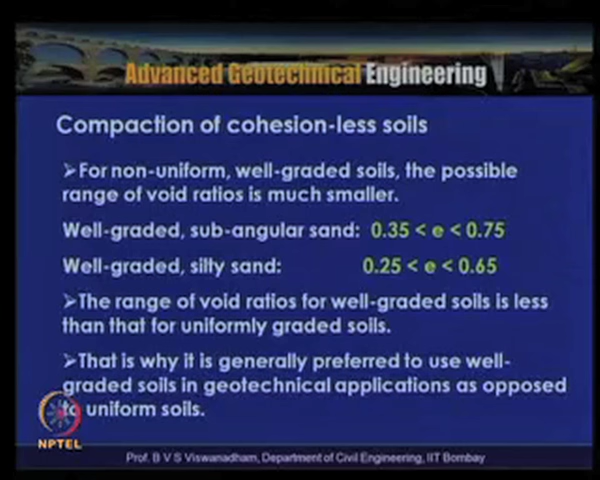 Advanced Geotechnical Engineering
Compaction of cohesion-less soils
➢For non-uniform, well-graded soils, the possible
range of void ratios is much smaller.
Well-graded, sub-angular sand: 0.35 < e < 0.75
Well-graded, silty sand: 0.25 < e < 0.65
➢The range of void ratios for well-graded soils is less
than that for uniformly graded soils.
➢That is why it is generally preferred to use well-
graded soils in geotechnical applications as opposed
to uniform soils.
NPTEL
Prof. B V S Viswanadham, Department of Civil Engineering, IIT Bombay